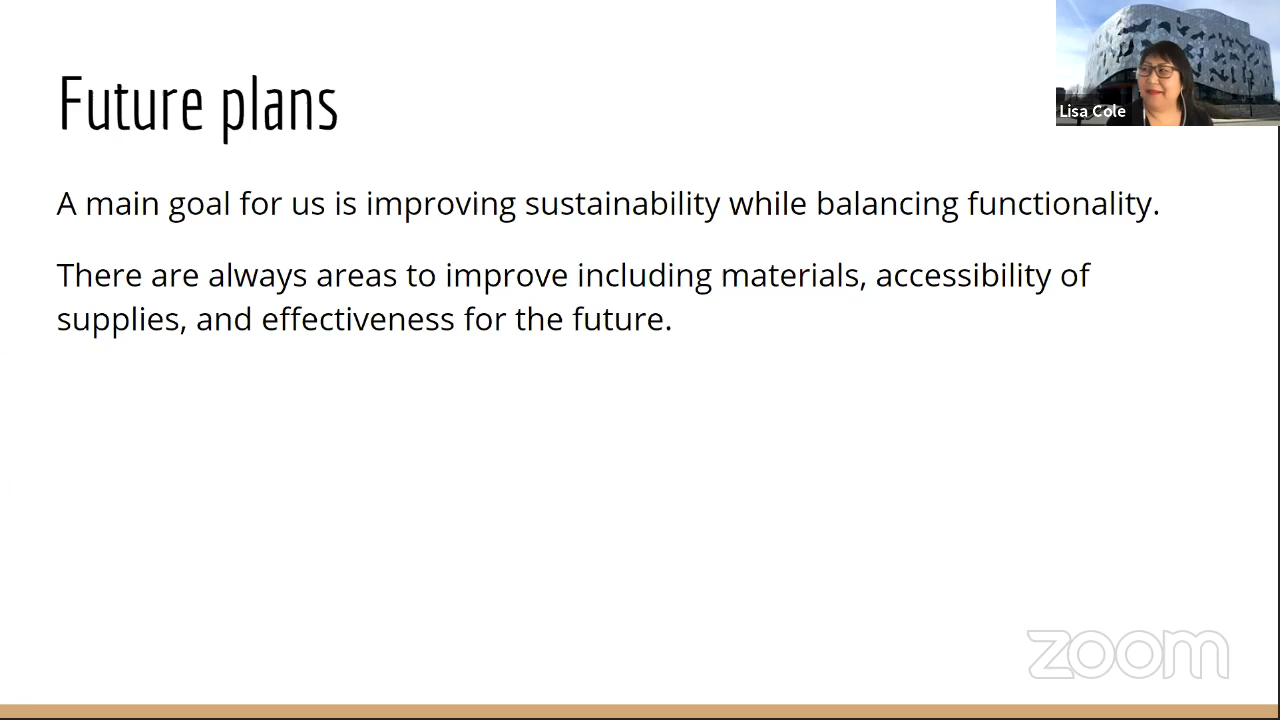 Future plans
Lisa Cole
A main goal for us is improving sustainability while balancing functionality.
There are always areas to improve including materials, accessibility of
supplies, and effectiveness for the future.
zoom